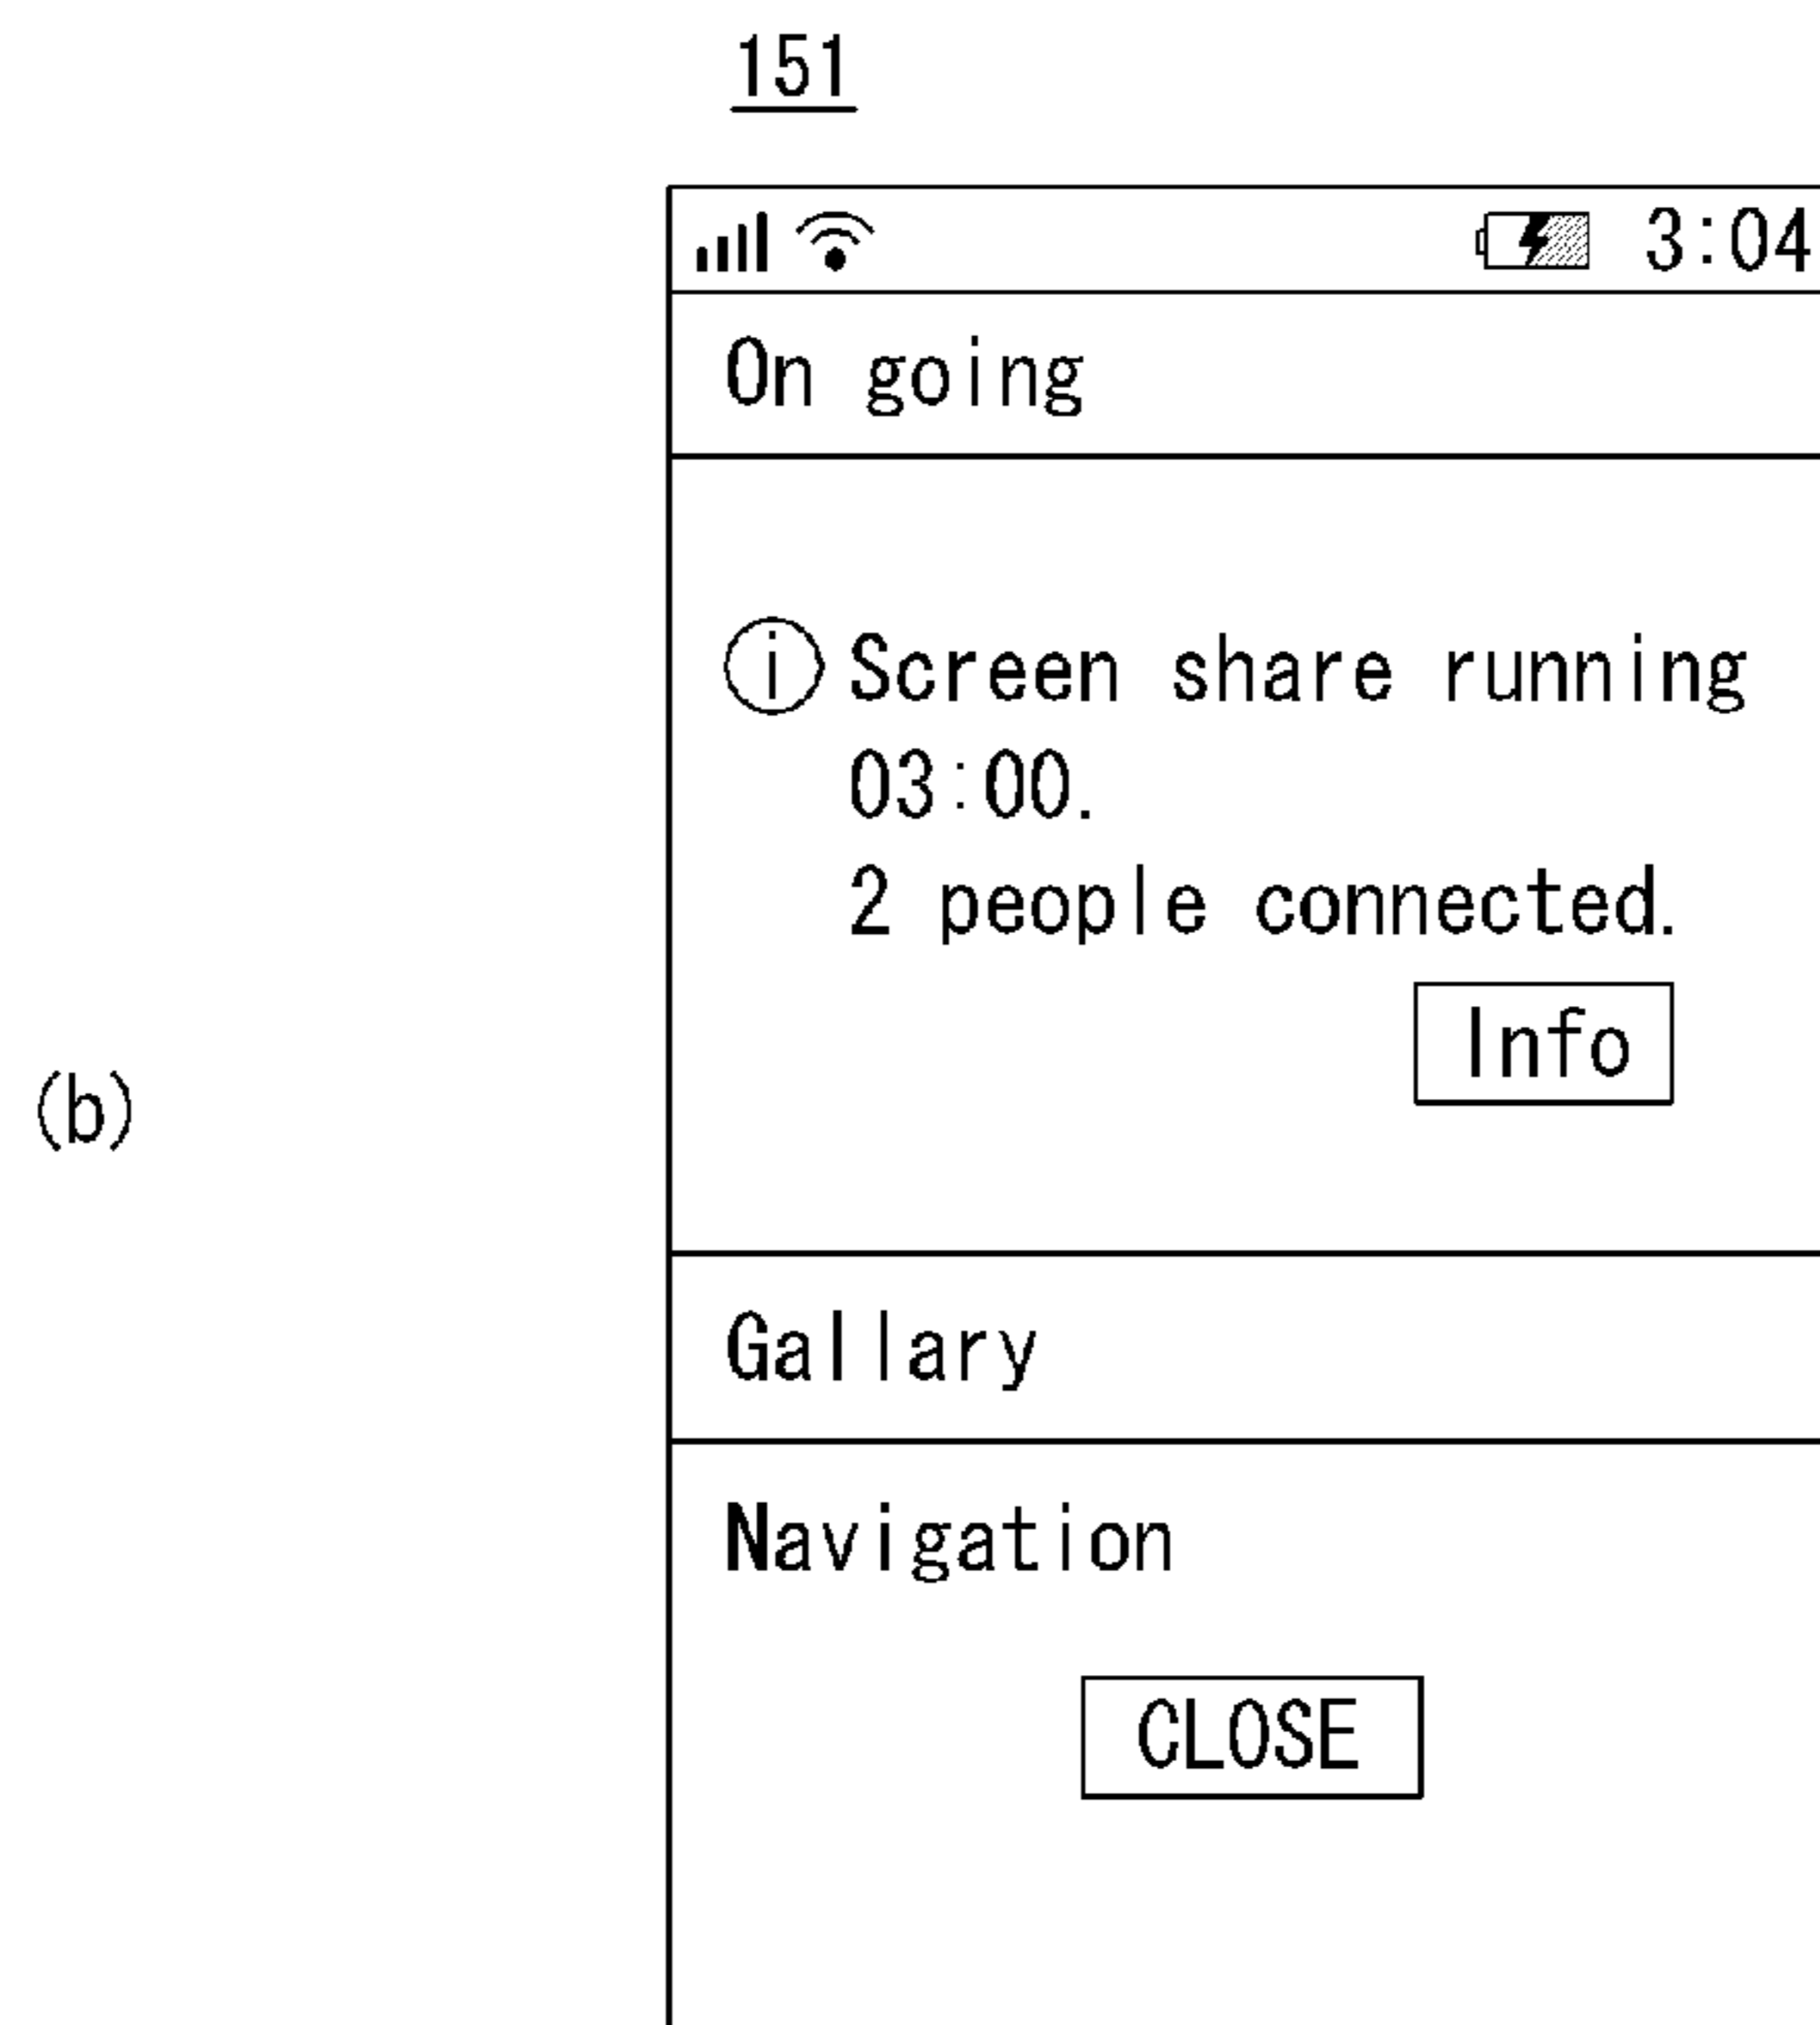 151
3:04
On going
i Screen share running
03:00.
2 people connected.
Info
(b)
Gallary
Navigation
CLOSE